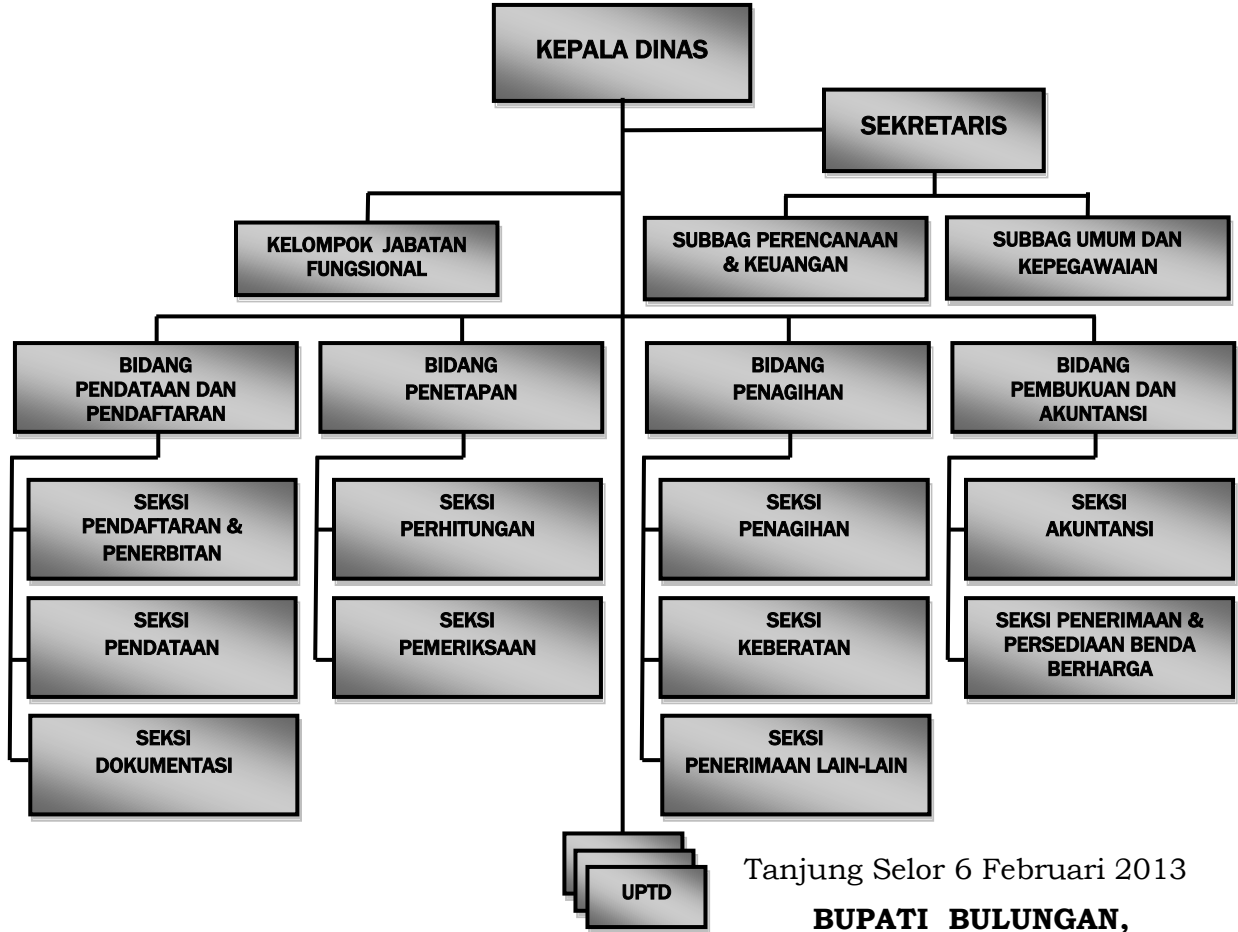 KEPALA DINAS
SEKRETARIS
KELOMPOK JABATAN
FUNGSIONAL
SUBBAG PERENCANAAN
& KEUANGAN
SUBBAG UMUM DAN
KEPEGAWAIAN
BIDANG
PENDATAAN DAN
PENDAFTARAN
BIDANG
PENETAPAN
BIDANG
PENAGIHAN
BIDANG
PEMBUKUAN DAN
AKUNTANSI
SEKSI
PENDAFTARAN &
PENERBITAN
SEKSI
PERHITUNGAN
SEKSI
PENAGIHAN
SEKSI
AKUNTANSI
SEKSI
PENDATAAN
SEKSI
PEMERIKSAAN
SEKSI
KEBERATAN
SEKSI PENERIMAAN &
PERSEDIAAN BENDA
BERHARGA
SEKSI
DOKUMENTASI
SEKSI
PENERIMAAN LAIN-LAIN
UPTD
Tanjung Selor 6 Februari 2013
BUPATI BULUNGAN,